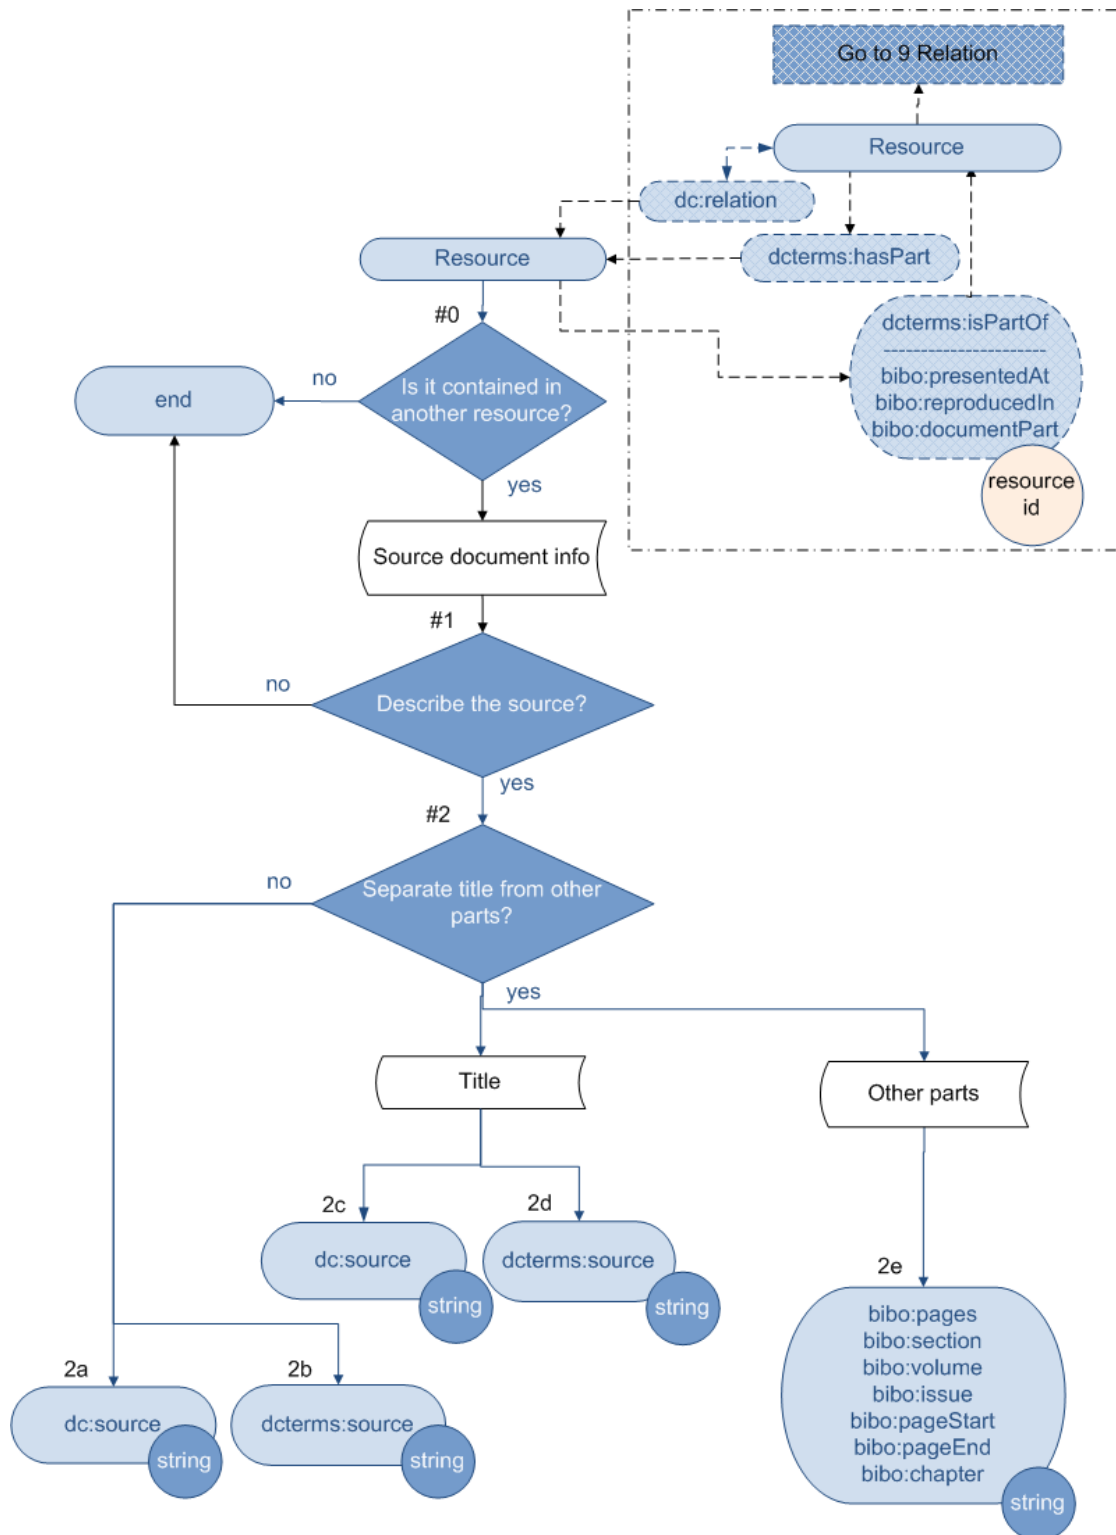 Go to 9 Relation
Resource
dc:relation
Resource
dcterms:hasPart
#0
dcterms:isPartOf
--------------------
bibo:presentedAt
bibo:reproducedIn
bibo:documentPart
resource
id
no
Is it contained in
another resource?
end
yes
Source document info
#1
no
Describe the source?
yes
#2
no
Separate title from other
parts?
yes
Title
Other parts
2c
2d
dc:source
string
dcterms:source
string
2e
bibo:pages
bibo:section
bibo:volume
bibo:issue
bibo:pageStart
bibo:pageEnd
bibo:chapter
string
2a
2b
dc:source
string
dcterms:source
string